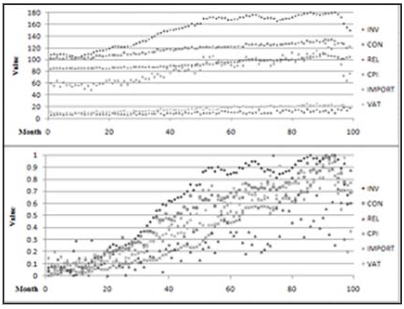 180
160
140
120
100
80
60
40
20
0
Value
Month
0 20 40 60 80 100
INV
CON
REL
CPI
IMPORT
VAT
1
0.9
0.8
0.7
0.6
0.5
0.4
0.3
0.2
0.1
0
Value
Month
0 20 40 60 80 100
INV
CON
REL
CPI
IMPORT
VAT